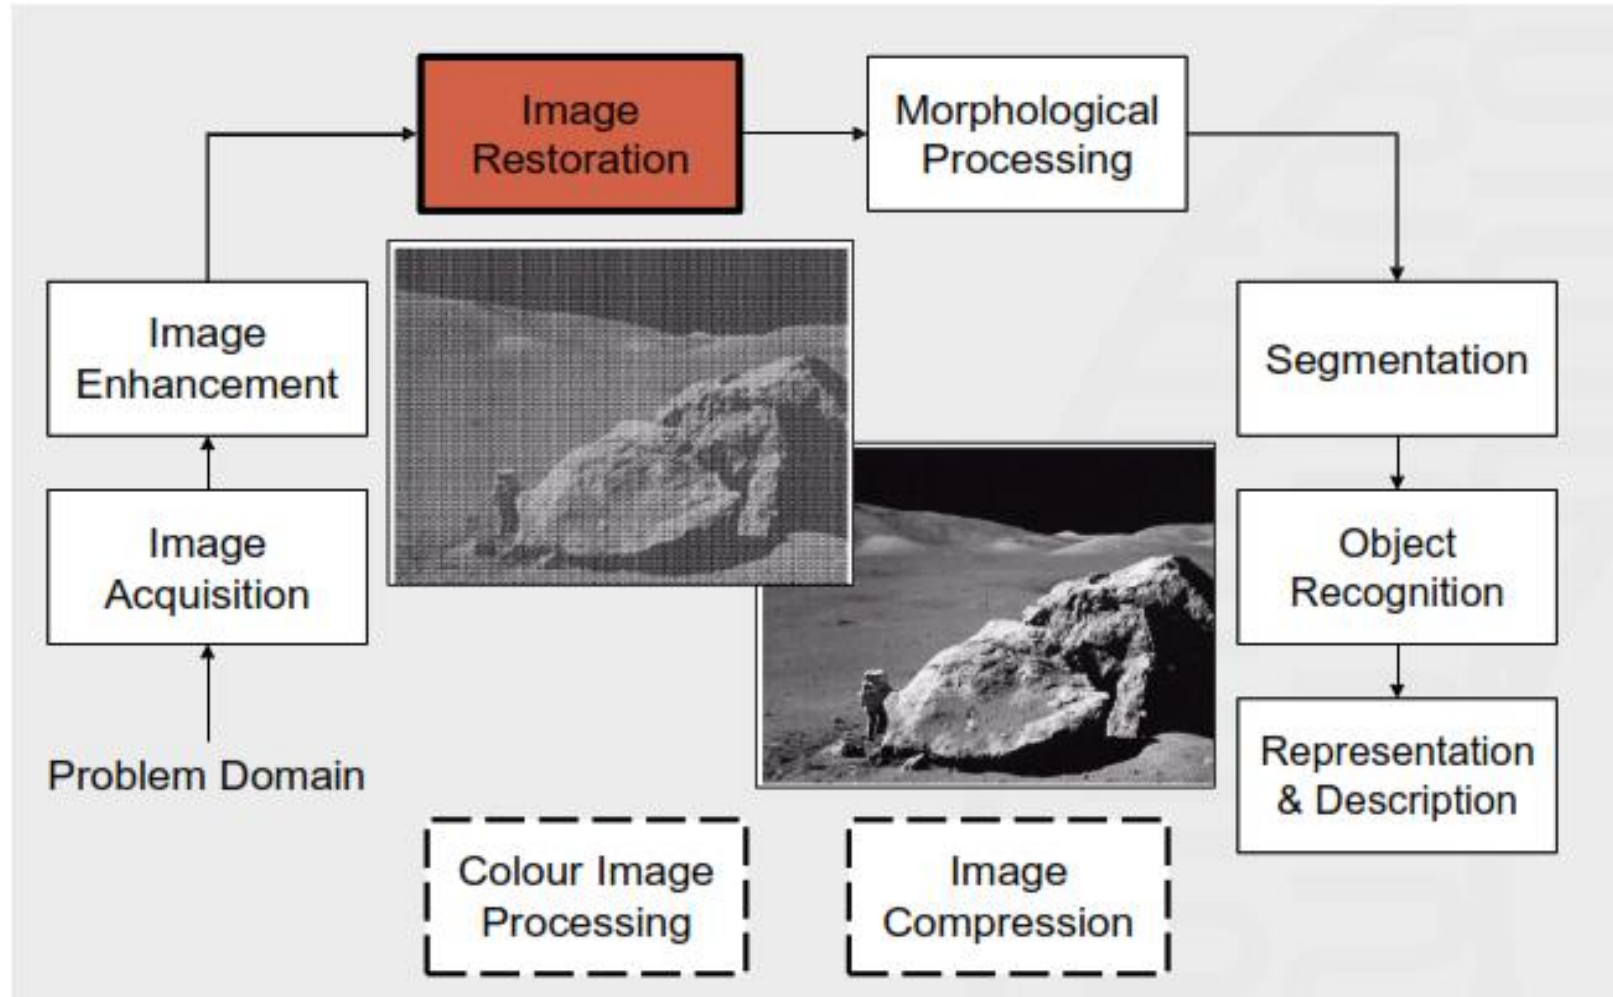 Image
Restoration
Morphological
Processing
Image
Enhancement
Segmentation
Image
Acquisition
Object
Recognition
Problem Domain
Representation
& Description
Colour Image
Processing
Image
Compression